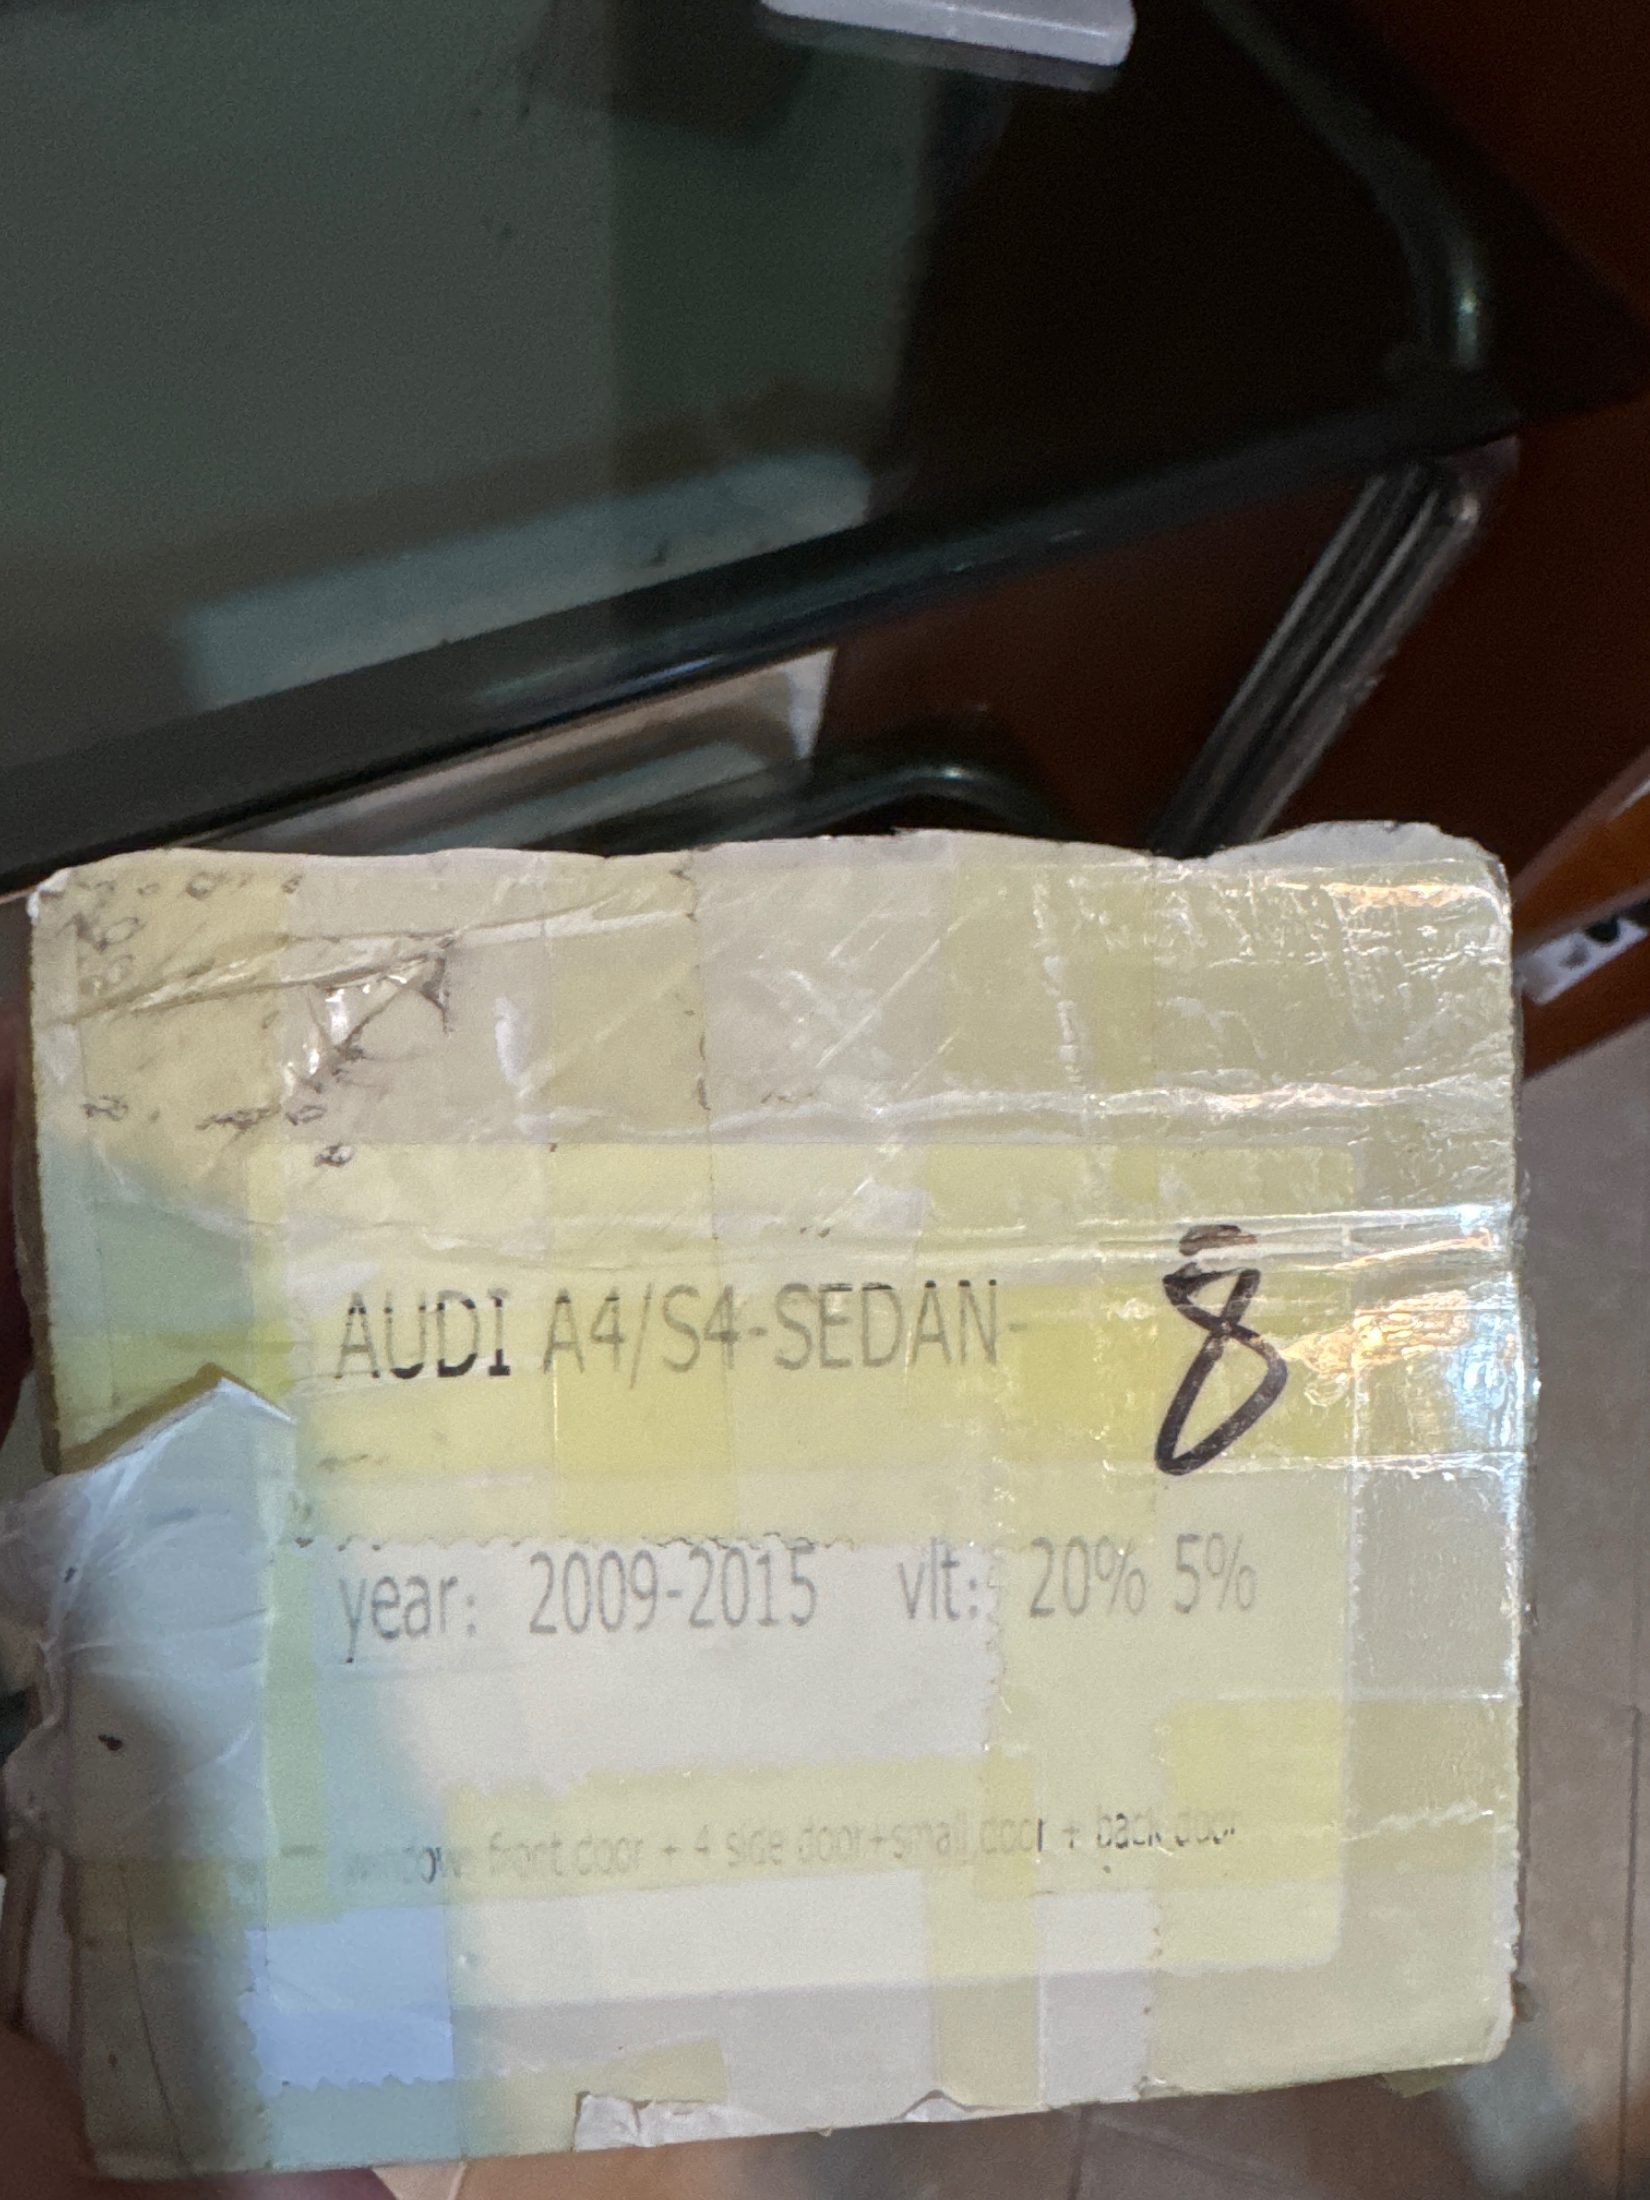 AUDI A4/S4-SEDAN- 8
year: 2009-2015 vlt: 20% 5%
window front door + 4 side door+small door + back door